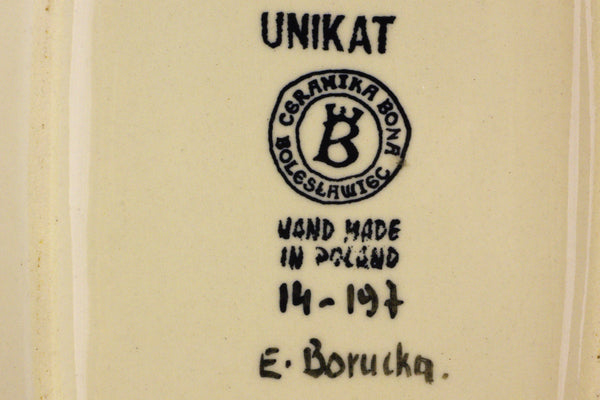 UNIKAT
CERAMIKA BONA
B
BOLESŁAWIEC
HAND MADE
IN POLAND
14-197
E. Borucka.